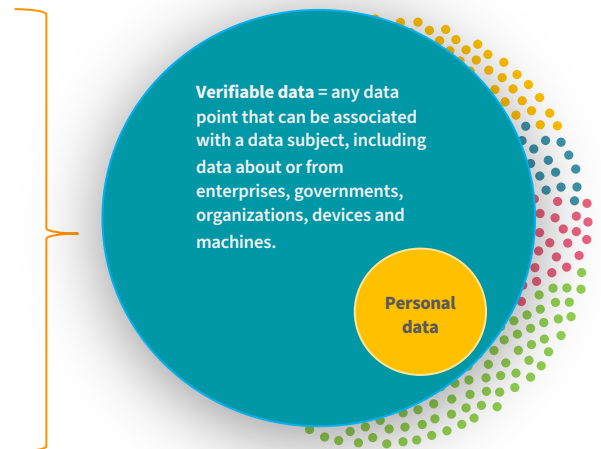 Verifiable data = any data
point that can be associated
with a data subject, including
data about or from
enterprises, governments,
organizations, devices and
machines.
Personal
data